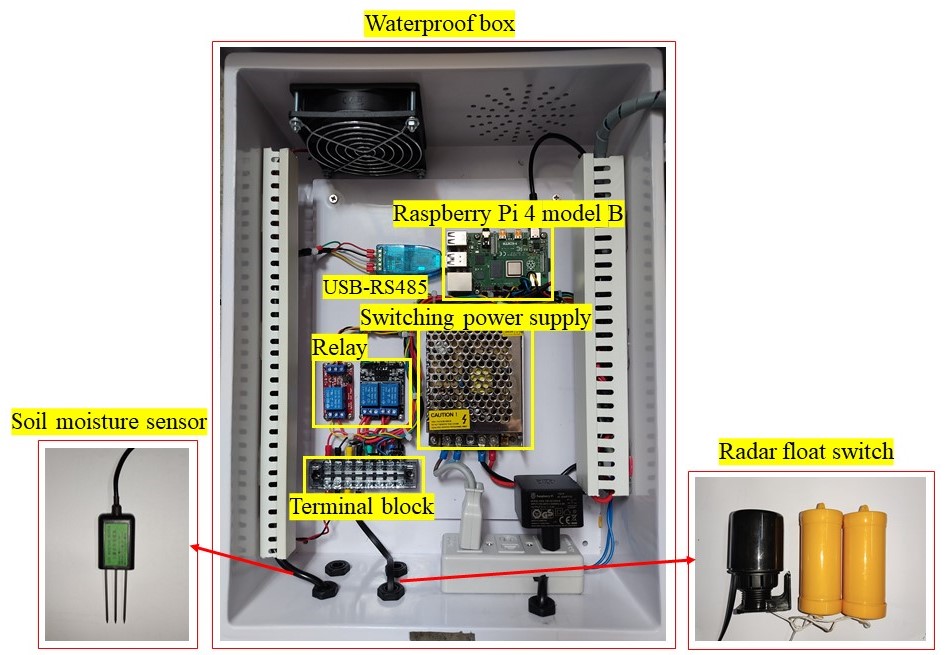 Waterproof box
Raspberry Pi 4 model B
USB-RS485
Switching power supply
Relay
CAUTION !
Soil moisture sensor
Radar float switch
Terminal block